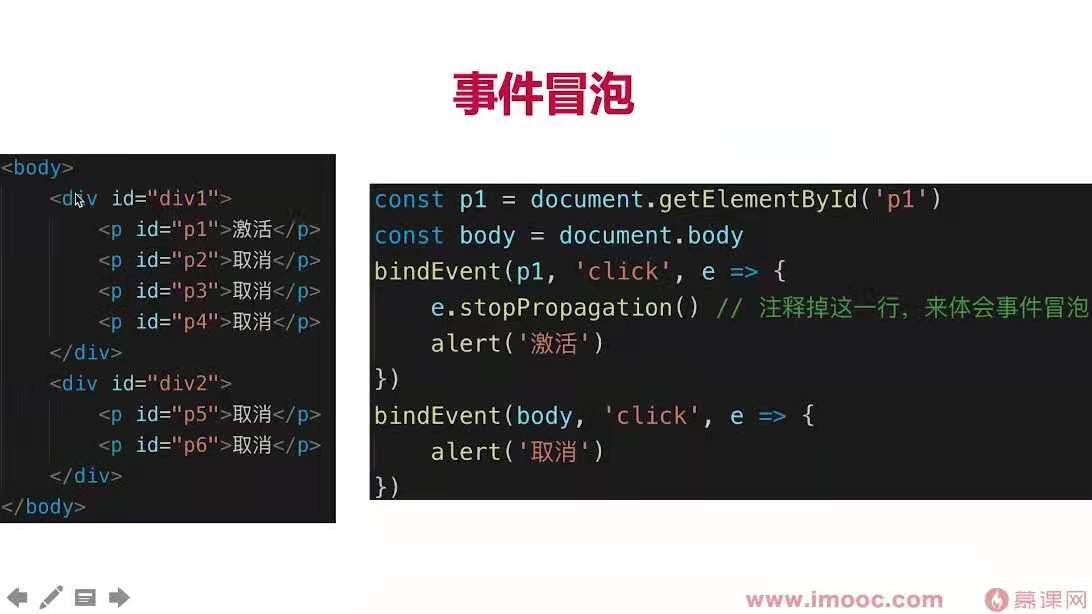 事件冒泡
<body>
<div id="div1">
<p id="p1">激活</p>
<p id="p2">取消</p>
<p id="p3">取消</p>
<p id="p4">取消</p>
</div>
<div id="div2">
<p id="p5">取消</p>
<p id="p6">取消</p>
</div>
</body>
const p1 = document.getElementById('p1')
const body = document.body
bindEvent(p1, 'click', e => {
e.stopPropagation() // 注释掉这一行，来体会事件冒泡
alert('激活')
})
bindEvent(body, 'click', e => {
alert('取消')
})
www.imooc.com
慕课网